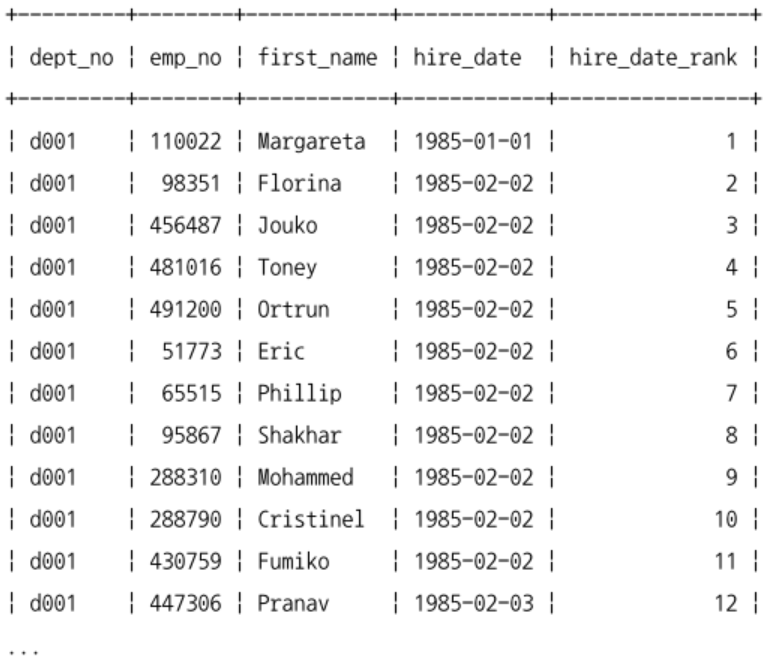 +---------+--------+------------+------------+----------------+
| dept_no | emp_no | first_name | hire_date  | hire_date_rank |
+---------+--------+------------+------------+----------------+
| d001    | 110022 | Margareta  | 1985-01-01 |              1 |
| d001    |  98351 | Florina    | 1985-02-02 |              2 |
| d001    | 456487 | Jouko      | 1985-02-02 |              3 |
| d001    | 481016 | Toney      | 1985-02-02 |              4 |
| d001    | 491200 | Ortrun     | 1985-02-02 |              5 |
| d001    |  51773 | Eric       | 1985-02-02 |              6 |
| d001    |  65515 | Phillip    | 1985-02-02 |              7 |
| d001    |  95867 | Shakhar    | 1985-02-02 |              8 |
| d001    | 288310 | Mohammed   | 1985-02-02 |              9 |
| d001    | 288790 | Cristinel  | 1985-02-02 |             10 |
| d001    | 430759 | Fumiko     | 1985-02-02 |             11 |
| d001    | 447306 | Pranav     | 1985-02-03 |             12 |
...